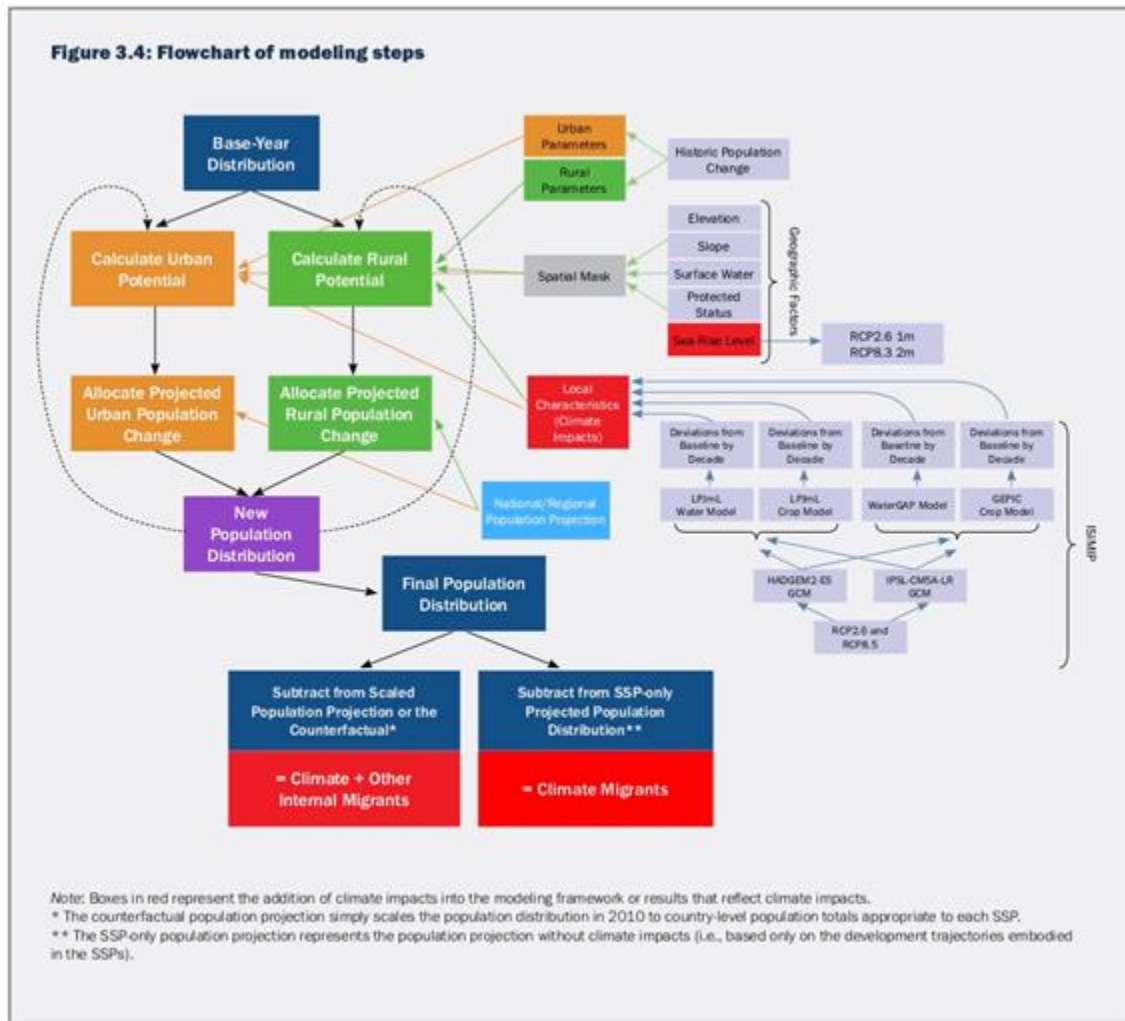 Figure 3.4: Flowchart of modeling steps
Base-Year
Distribution
Urban
Parameters
Rural
Parameters
Historic Population
Change
Calculate Urban
Potential
Calculate Rural
Potential
Spatial Mask
Elevation
Slope
Surface Water
Protected
Status
Sea-Rise Level
Geographic Factors
RCP2.6 1m
RCP8.3 2m
Allocate Projected
Urban Population
Change
Allocate Projected
Rural Population
Change
Local
Characteristics
(Climate
Impacts)
Deviations from
Baseline by
Decade
Deviations from
Baseline by
Decade
Deviations from
Baseline by
Decade
Deviations from
Baseline by
Decade
LPJmL
Water Model
LPJmL
Crop Model
WaterGAP Model
GEPIC
Crop Model
ISIMIP
New
Population
Distribution
National/Regional
Population Projection
HADGEM2-ES
GCM
IPSL-CM5A-LR
GCM
RCP2.6 and
RCP8.5
Final Population
Distribution
Subtract from Scaled
Population Projection or the
Counterfactual*
Subtract from SSP-only
Projected Population
Distribution**
= Climate + Other
Internal Migrants
= Climate Migrants
Note: Boxes in red represent the addition of climate impacts into the modeling framework or results that reflect climate impacts.
* The counterfactual population projection simply scales the population distribution in 2010 to country-level population totals appropriate to each SSP.
** The SSP-only population projection represents the population projection without climate impacts (i.e., based only on the development trajectories embodied
in the SSPs).